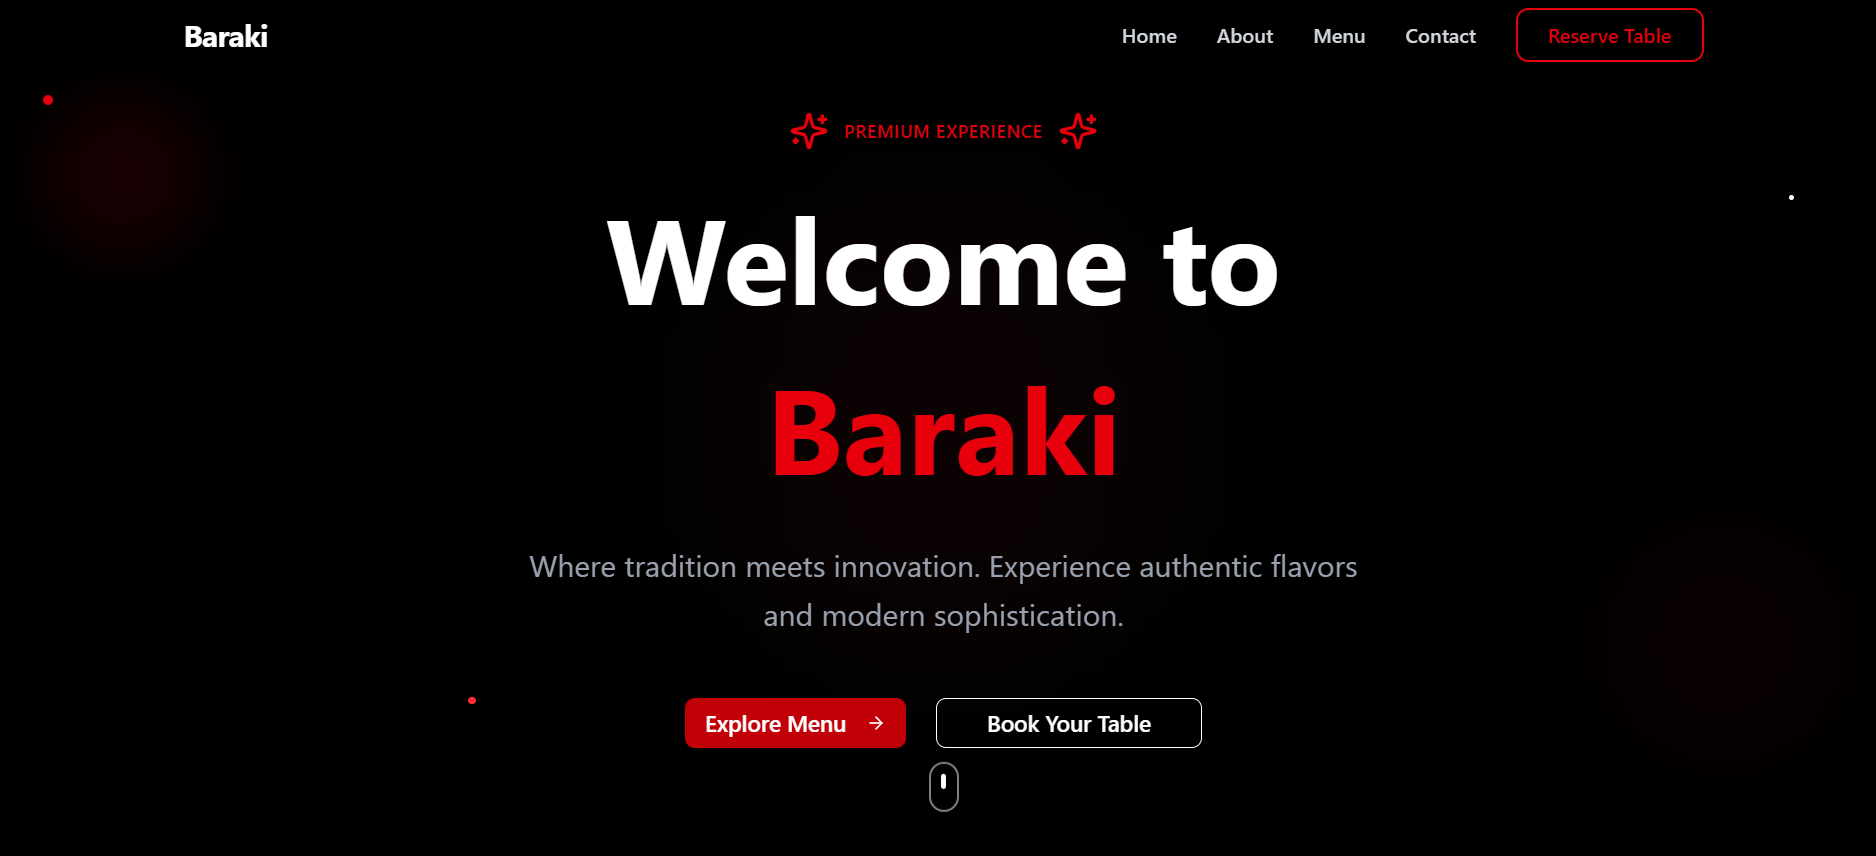 Baraki
Home
About
Menu
Contact
Reserve Table
PREMIUM EXPERIENCE
Welcome to
Baraki
Where tradition meets innovation. Experience authentic flavors
and modern sophistication.
Explore Menu
Book Your Table